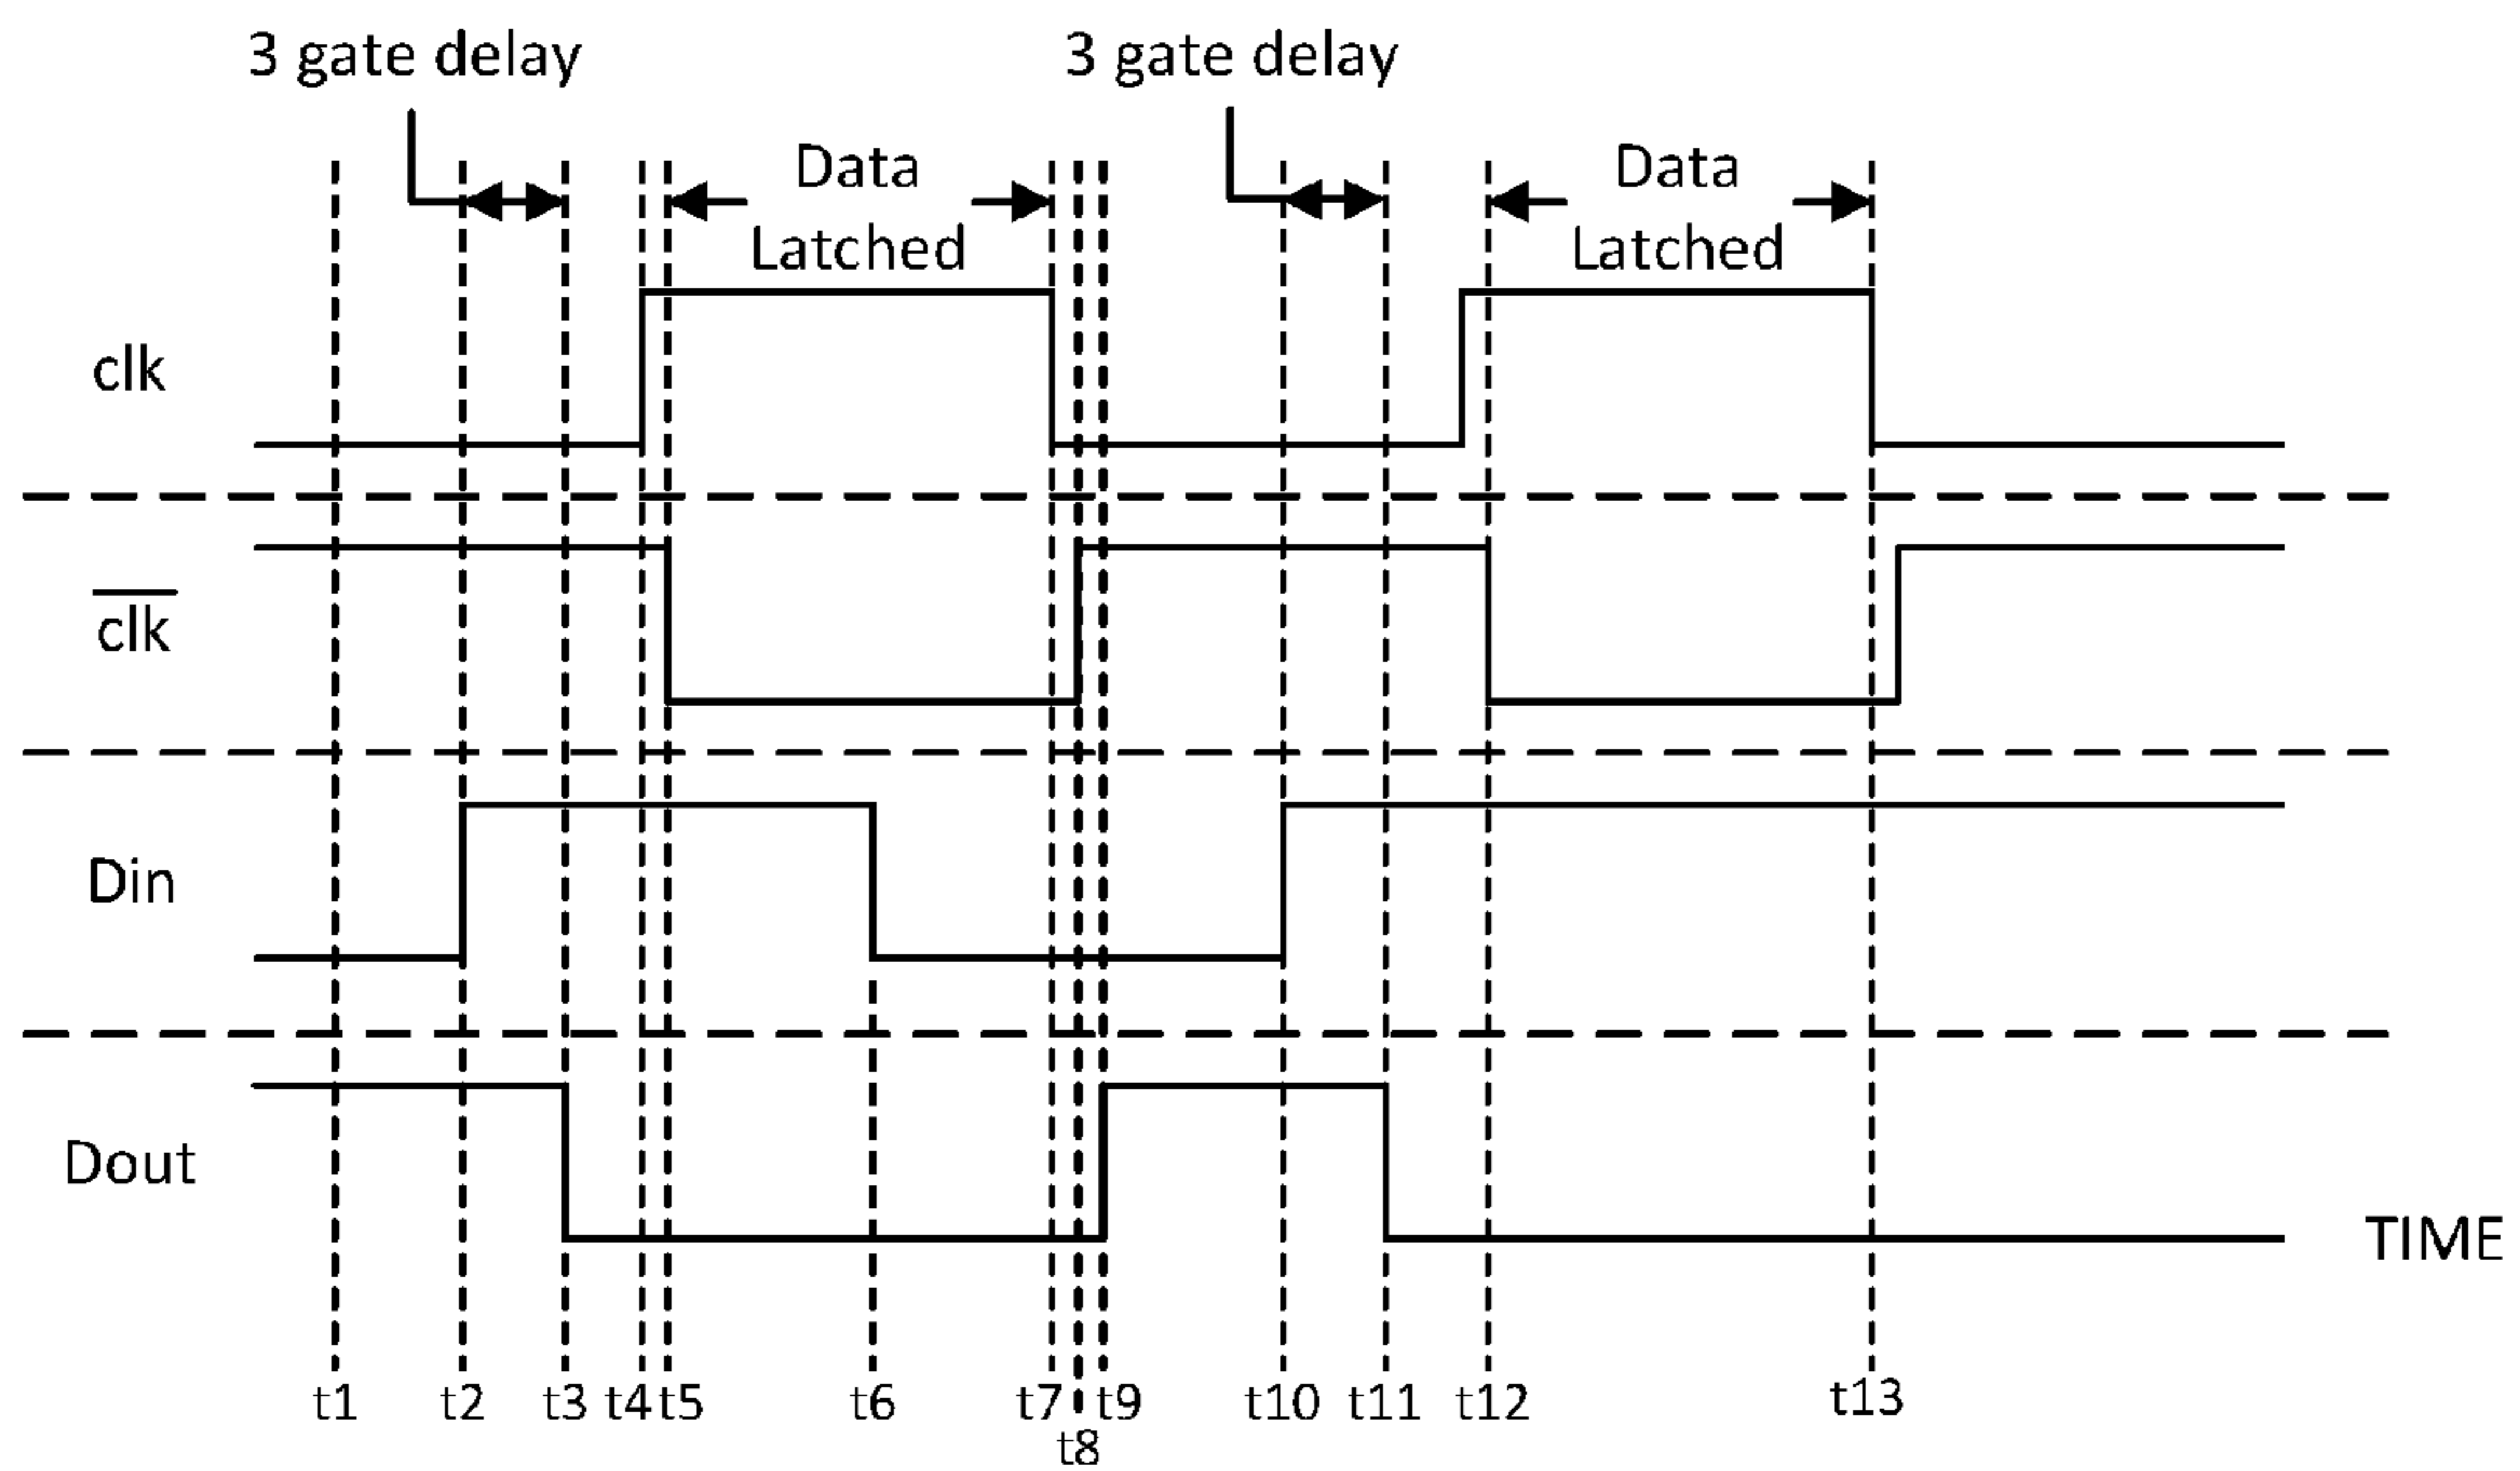 3 gate delay
3 gate delay
Data
Latched
Data
Latched
clk
clk
Din
Dout
TIME
t1 t2 t3 t4 t5 t6 t7 t9 t10 t11 t12 t13
t8